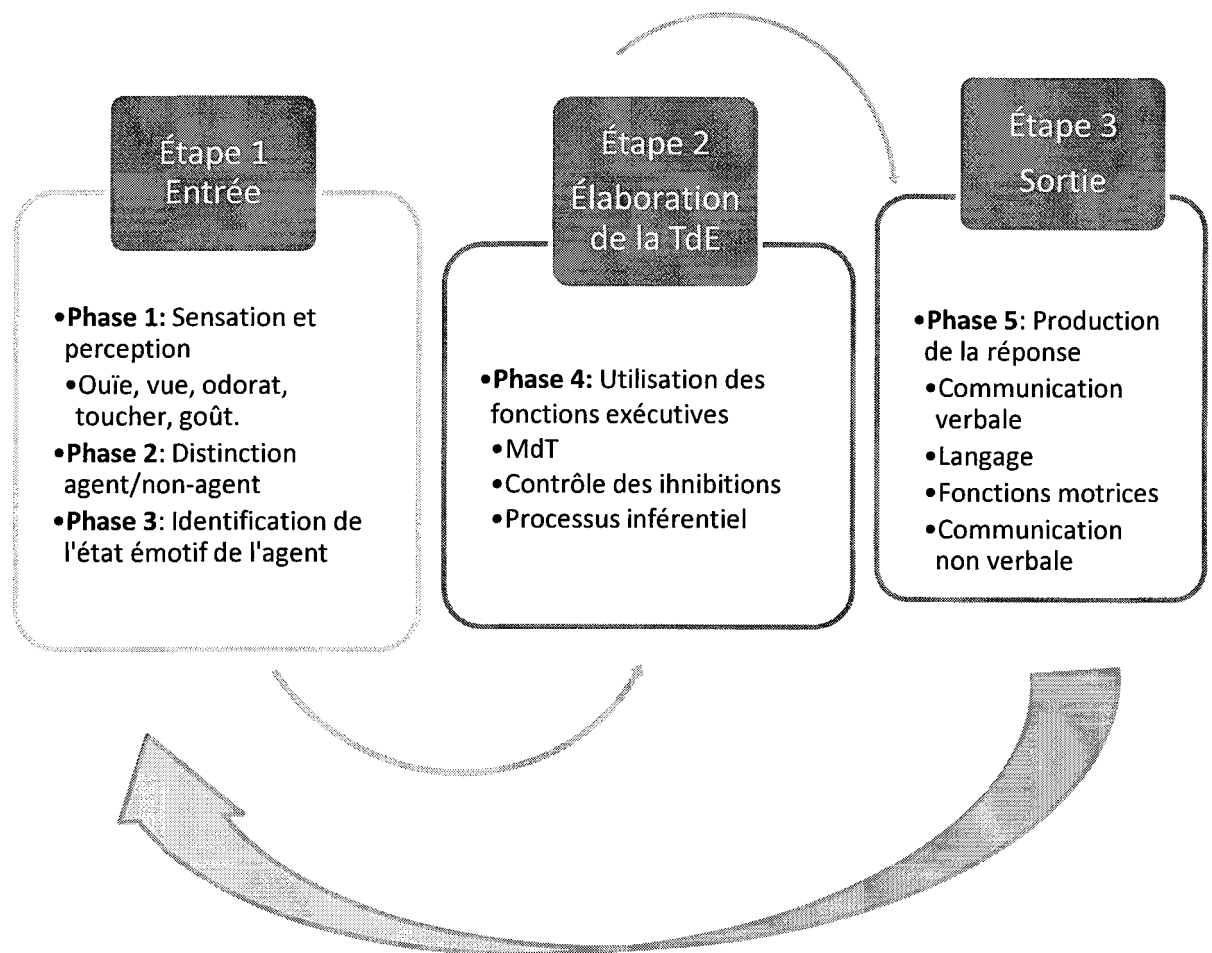 Étape 1
Entrée
•Phase 1: Sensation et
perception
•Ouïe, vue, odorat,
toucher, goût.
•Phase 2: Distinction
agent/non-agent
•Phase 3: Identification de
l'état émotif de l'agent
Étape 2
Élaboration
de la TdE
•Phase 4: Utilisation des
fonctions exécutives
•MdT
•Contrôle des ihnibitions
•Processus inférentiel
Étape 3
Sortie
•Phase 5: Production
de la réponse
•Communication
verbale
•Langage
•Fonctions motrices
•Communication
non verbale